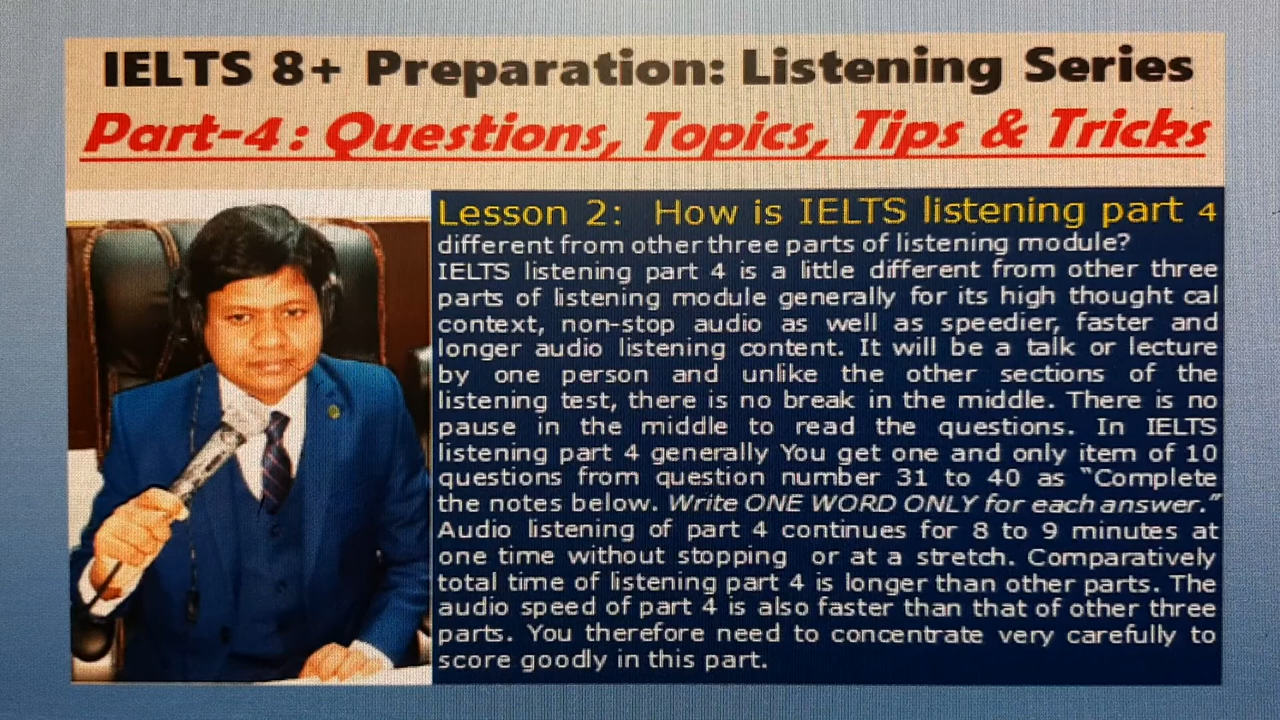 IELTS 8+ Preparation: Listening Series
Part-4: Questions, Topics, Tips & Tricks
Lesson 2: How is IELTS listening part 4
different from other three parts of listening module?
IELTS listening part 4 is a little different from other three
parts of listening module generally for its high thought cal
context, non-stop audio as well as speedier, faster and
longer audio listening content. It will be a talk or lecture
by one person and unlike the other sections of the
listening test, there is no break in the middle. There is no
pause in the middle to read the questions. In IELTS
listening part 4 generally You get one and only item of 10
questions from question number 31 to 40 as “Complete
the notes below. Write ONE WORD ONLY for each answer.”
Audio listening of part 4 continues for 8 to 9 minutes at
one time without stopping or at a stretch. Comparatively
total time of listening part 4 is longer than other parts. The
audio speed of part 4 is also faster than that of other three
parts. You therefore need to concentrate very carefully to
score goodly in this part.